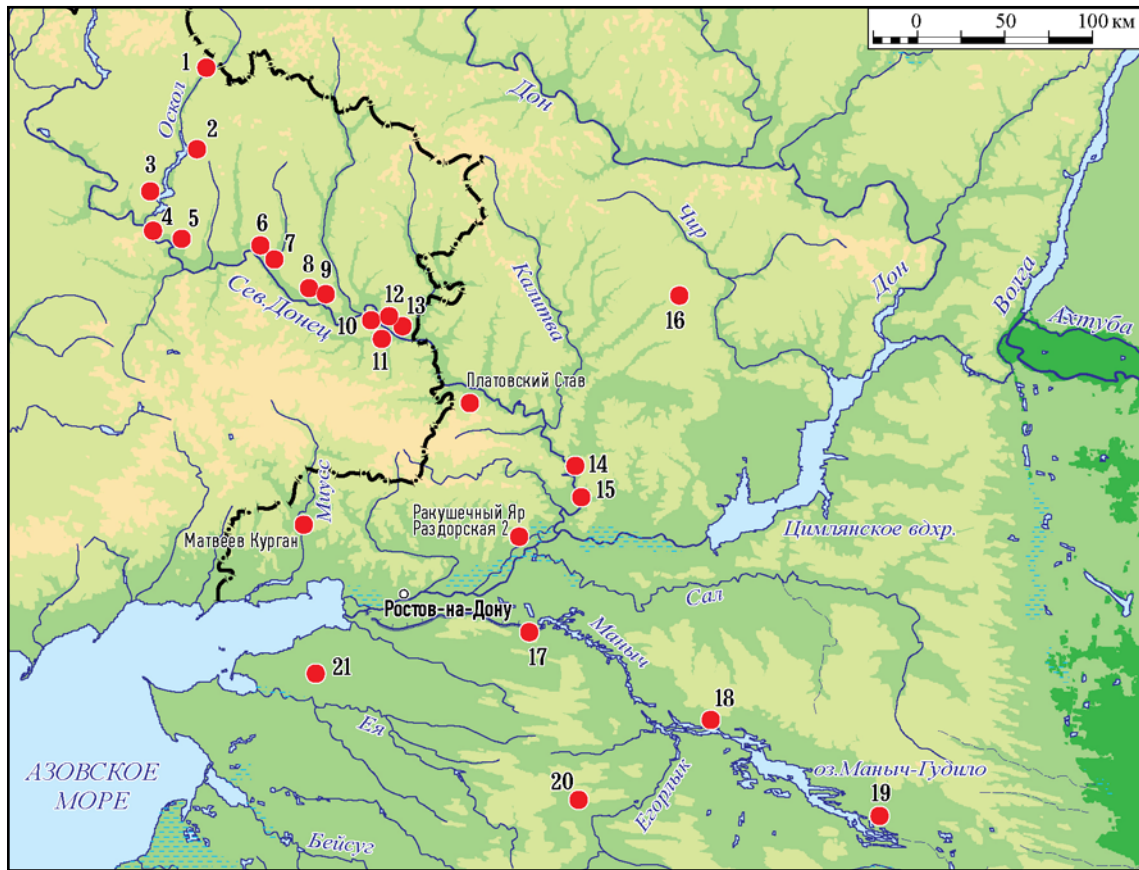 0 50 100 км
1
Оскол
Дон
2
3
4
5
6
7
8
9
Сев.Донец
10
11
12
13
Калитва
Чир
16
Дон
Волга
Ахтуба
Платовский Став
14
15
Миусс
Матвеев Курган
Ракушечный Яр
Раздорская 2
Цимлянское вдхр.
Ростов-на-Дону
Сал
17
Маныч
21
18
Ея
оз.Маныч-Гудило
АЗОВСКОЕ
МОРЕ
20
Егорлык
19
Бейсуг